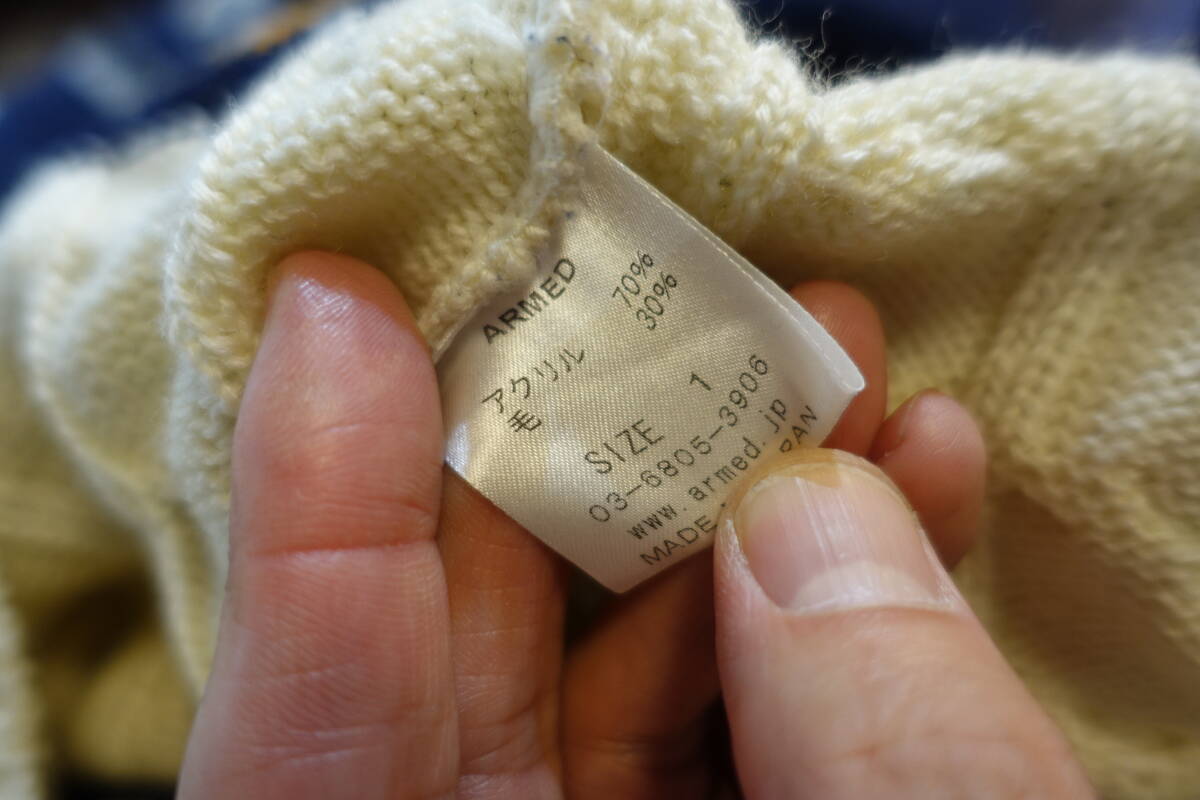 ARMED
アクリル 70%
毛 30%
SIZE 1
03-6805-3906
www.armed.jp
MADE